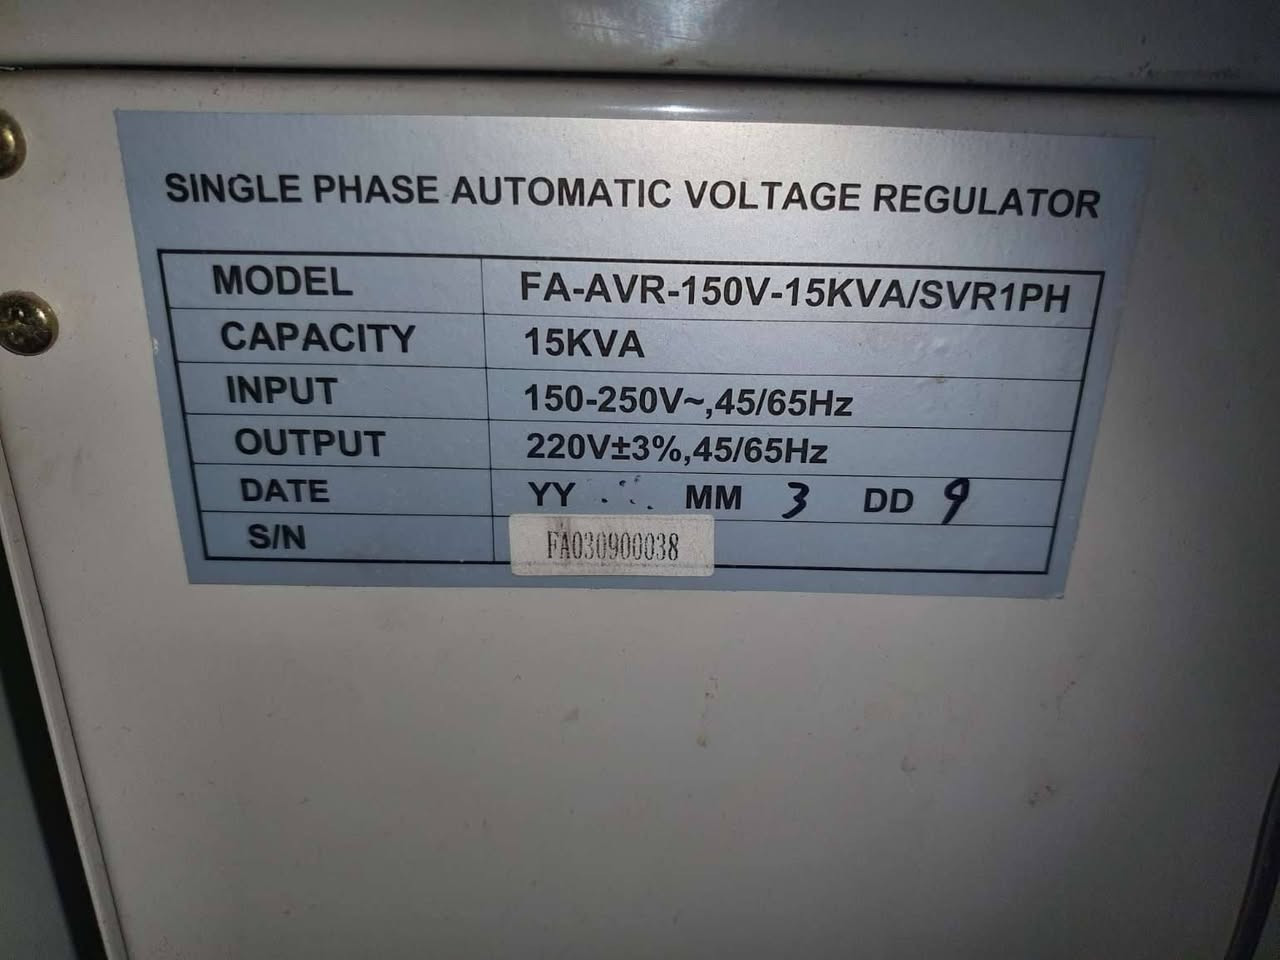 SINGLE PHASE AUTOMATIC VOLTAGE REGULATOR
MODEL FA-AVR-150V-15KVA/SVR1PH
CAPACITY 15KVA
INPUT 150-250V~,45/65Hz
OUTPUT 220V±3%,45/65Hz
DATE YY MM 3 DD 9
S/N FA030900038